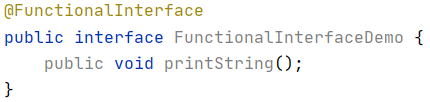 @FunctionalInterface
public interface FunctionalInterfaceDemo {
    public void printString();
}